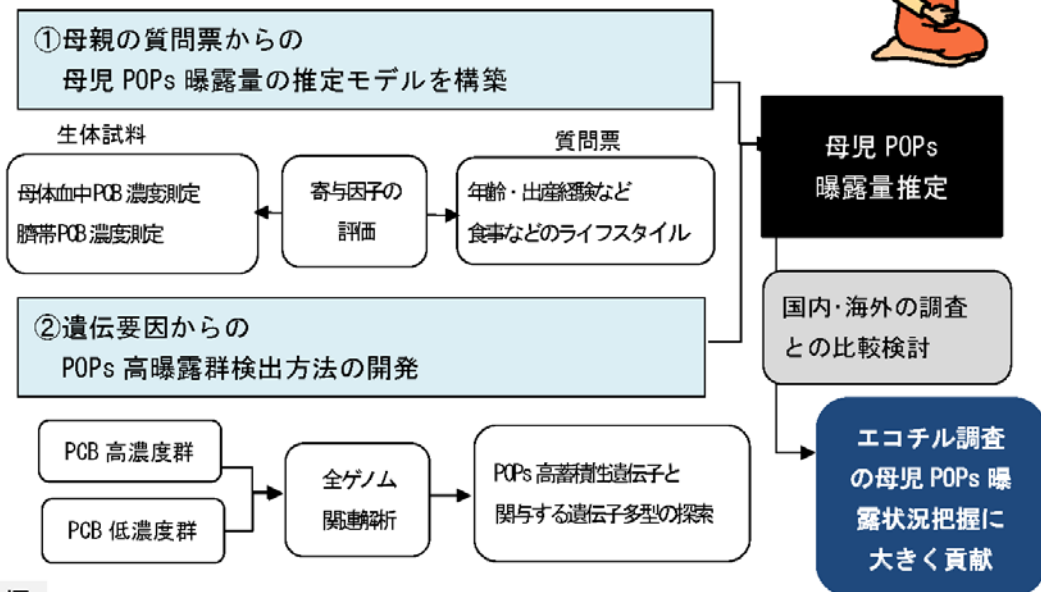 ①母親の質問票からの
母児 POPs 曝露量の推定モデルを構築
生体試料
質問票
母体血中PCB濃度測定
臍帯PCB濃度測定
寄与因子の
評価
年齢・出産経験など
食事などのライフスタイル
母児 POPs
曝露量推定
②遺伝要因からの
POPs 高曝露群検出方法の開発
国内・海外の調査
との比較検討
PCB 高濃度群
PCB 低濃度群
全ゲノム
関連解析
POPs 高蓄積性遺伝子と
関与する遺伝子多型の探索
エコチル調査
の母児 POPs 曝
露状況把握に
大きく貢献